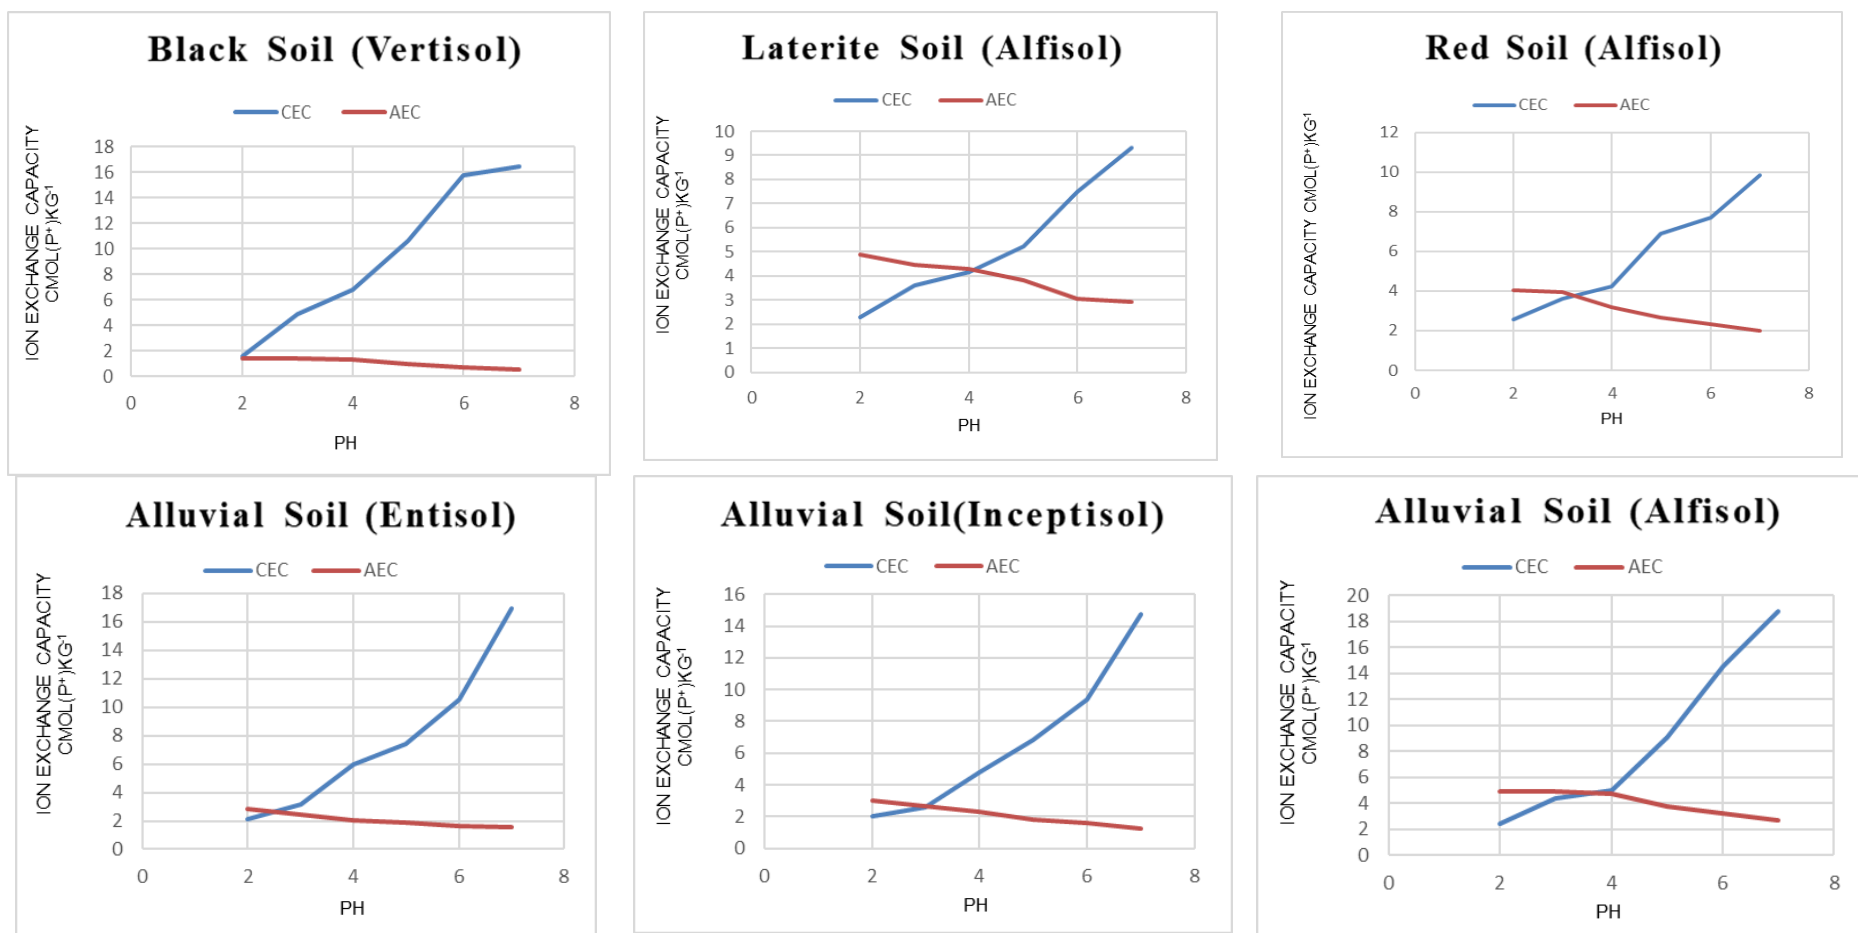 Black Soil (Vertisol)
CEC AEC
ION EXCHANGE CAPACITY
CMOL(P⁺)KG⁻¹
18
16
14
12
10
8
6
4
2
0
0 2 4 6 8
PH
Laterite Soil (Alfisol)
CEC AEC
ION EXCHANGE CAPACITY
CMOL(P⁺)KG⁻¹
10
9
8
7
6
5
4
3
2
1
0
0 2 4 6 8
PH
Red Soil (Alfisol)
CEC AEC
ION EXCHANGE CAPACITY CMOL(P⁺)KG⁻¹
12
10
8
6
4
2
0
0 2 4 6 8
PH
Alluvial Soil (Entisol)
CEC AEC
ION EXCHANGE CAPACITY
CMOL(P⁺)KG⁻¹
18
16
14
12
10
8
6
4
2
0
0 2 4 6 8
PH
Alluvial Soil(Inceptisol)
CEC AEC
ION EXCHANGE CAPACITY
CMOL(P⁺)KG⁻¹
16
14
12
10
8
6
4
2
0
0 2 4 6 8
PH
Alluvial Soil (Alfisol)
CEC AEC
ION EXCHANGE CAPACITY
CMOL(P⁺)KG⁻¹
20
18
16
14
12
10
8
6
4
2
0
0 2 4 6 8
PH